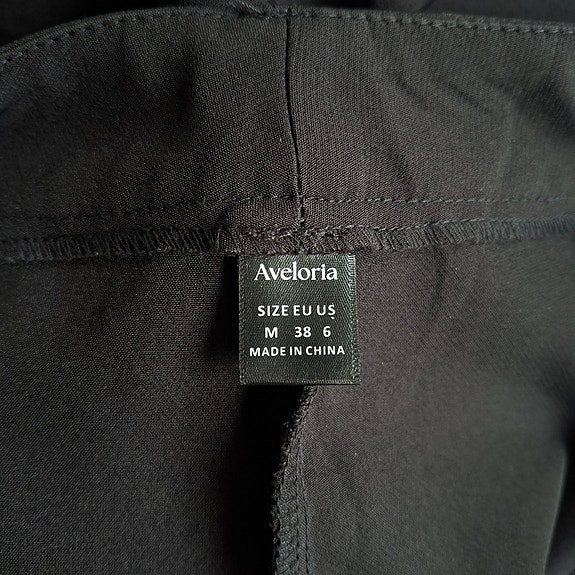 Aveloria
SIZE EU US
M 38 6
MADE IN CHINA